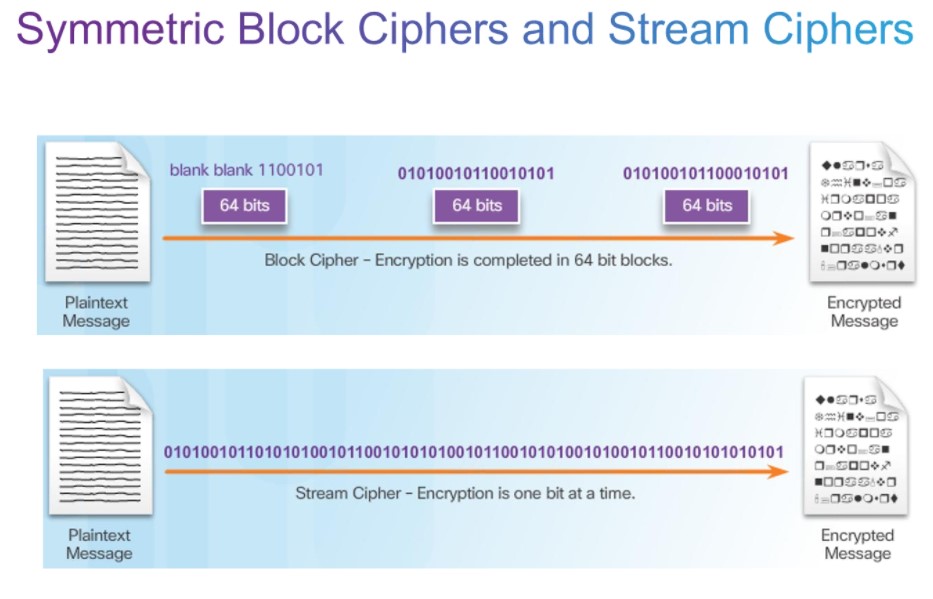 Symmetric Block Ciphers and Stream Ciphers
blank blank 1100101
01010010110010101
010100101100010101
64 bits
64 bits
64 bits
Block Cipher – Encryption is completed in 64 bit blocks.
Plaintext
Message
Encrypted
Message
Stream Cipher – Encryption is one bit at a time.
Plaintext
Message
Encrypted
Message